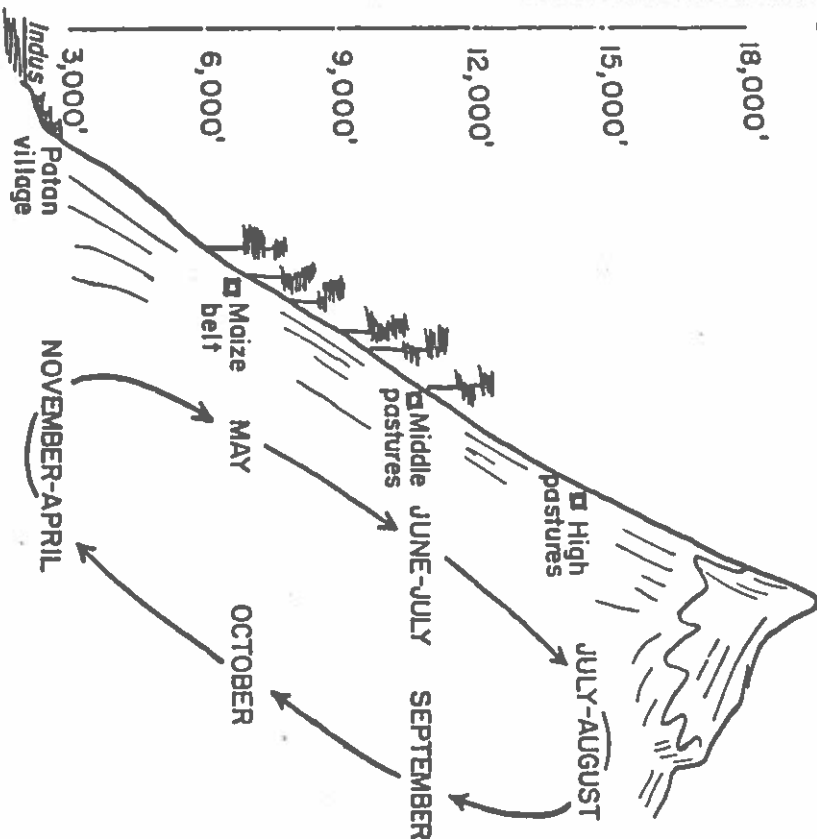 18,000'
15,000'
12,000'
9,000'
6,000'
3,000'
Indus
Patan
village
Maize
belt
Middle
pastures
High
pastures
JULY-AUGUST
JUNE-JULY
SEPTEMBER
MAY
OCTOBER
NOVEMBER-APRIL